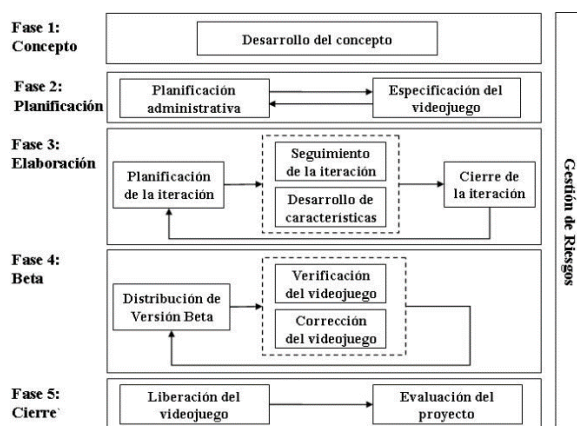 Fase 1:
Concepto
Desarrollo del concepto
Fase 2:
Planificación
Planificación
administrativa
Especificación del
videojuego
Fase 3:
Elaboración
Planificación
de la iteración
Seguimiento
de la iteración
Desarrollo de
características
Cierre de
la iteración
Fase 4:
Beta
Distribución de
Versión Beta
Verificación
del videojuego
Corrección
del videojuego
Fase 5:
Cierre
Liberación del
videojuego
Evaluación del
proyecto
Gestión de Riesgos